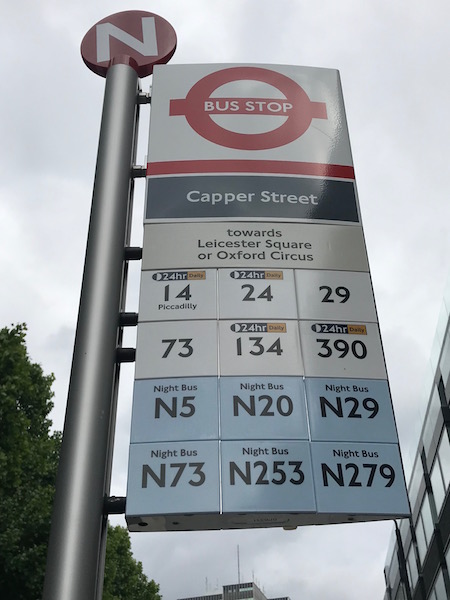 N
BUS STOP
Capper Street
towards
Leicester Square
or Oxford Circus
24hr Daily 24hr Daily
14 24 29
Piccadilly
24hr Daily 24hr Daily
73 134 390
Night Bus Night Bus Night Bus
N5 N20 N29
Night Bus Night Bus Night Bus
N73 N253 N279